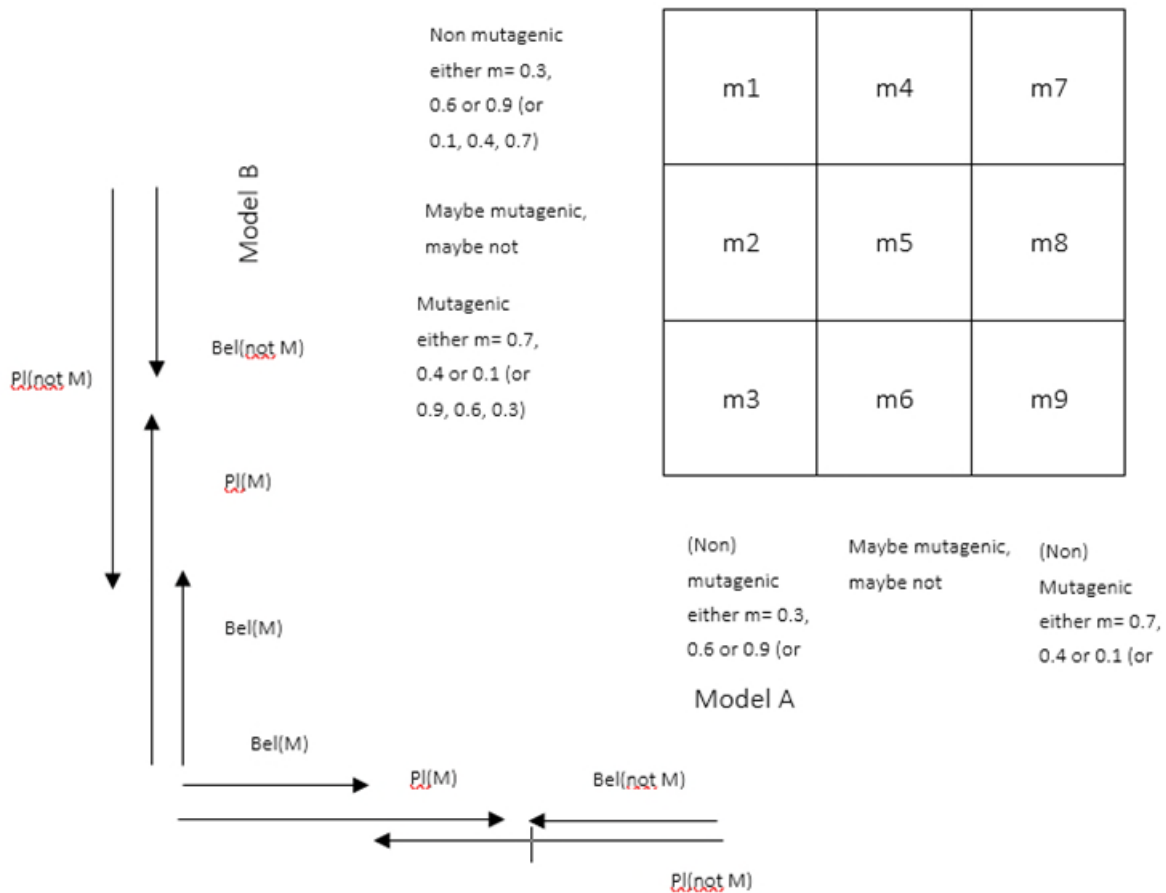 Non mutagenic
either m= 0.3,
0.6 or 0.9 (or
0.1, 0.4, 0.7)
m1 m4 m7
Model B
Maybe mutagenic,
maybe not
m2 m5 m8
Mutagenic
either m= 0.7,
0.4 or 0.1 (or
0.9, 0.6, 0.3)
m3 m6 m9
Bel(not M)
Pl(not M)
Pl(M)
Bel(M)
(Non)
mutagenic
either m= 0.3,
0.6 or 0.9 (or
Maybe mutagenic,
maybe not
(Non)
Mutagenic
either m= 0.7,
0.4 or 0.1 (or
Model A
Bel(M)
Pl(M)
Bel(not M)
Pl(not M)